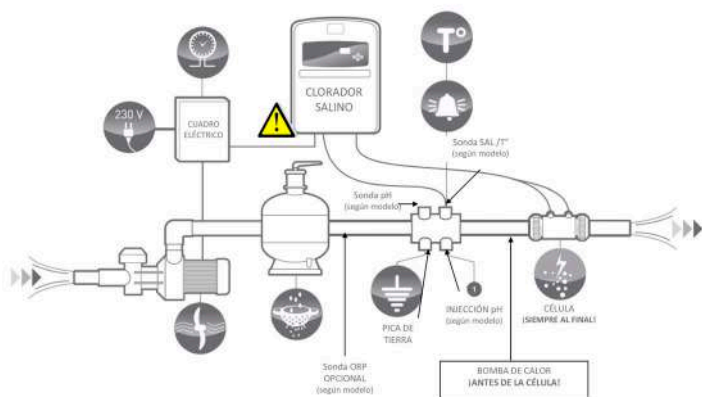 T°
CLORADOR
SALINO
230 V
CUADRO
ELÉCTRICO
Sonda SAL /T°
(según modelo)
Sonda pH
(según modelo)
1
PICA DE
TIERRA
INJECCIÓN pH
(según modelo)
CÉLULA
¡SIEMPRE AL FINAL!
Sonda ORP
OPCIONAL
(según modelo)
BOMBA DE CALOR
¡ANTES DE LA CÉLULA!